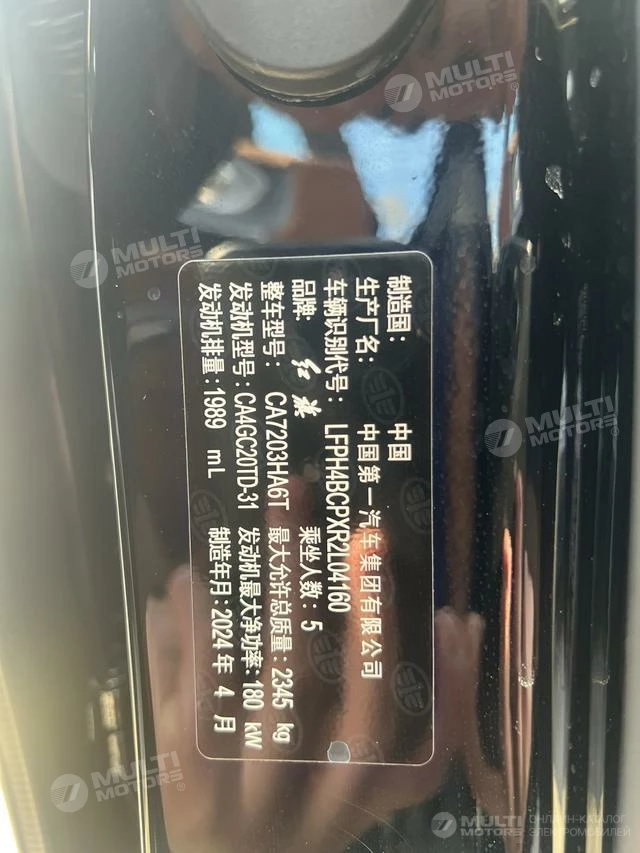 制造国： 中国
生产厂名： 中国第一汽车集团有限公司
车辆识别代号： LFPH4BCPXR2L04160
品牌： 红旗 乘坐人数：5
整车型号： CA7203HA6T 最大允许总质量：2345 kg
发动机型号：CA4GC20TD-31 发动机最大净功率：180 kW
发动机排量：1989 mL 制造年月：2024年 4月
MULTI MOTORS
MULTI MOTORS
MULTI MOTORS
MULTI MOTORS
MULTI MOTORS ОНЛАЙН-КАТАЛОГ ЭЛЕКТРОМОБИЛЕЙ